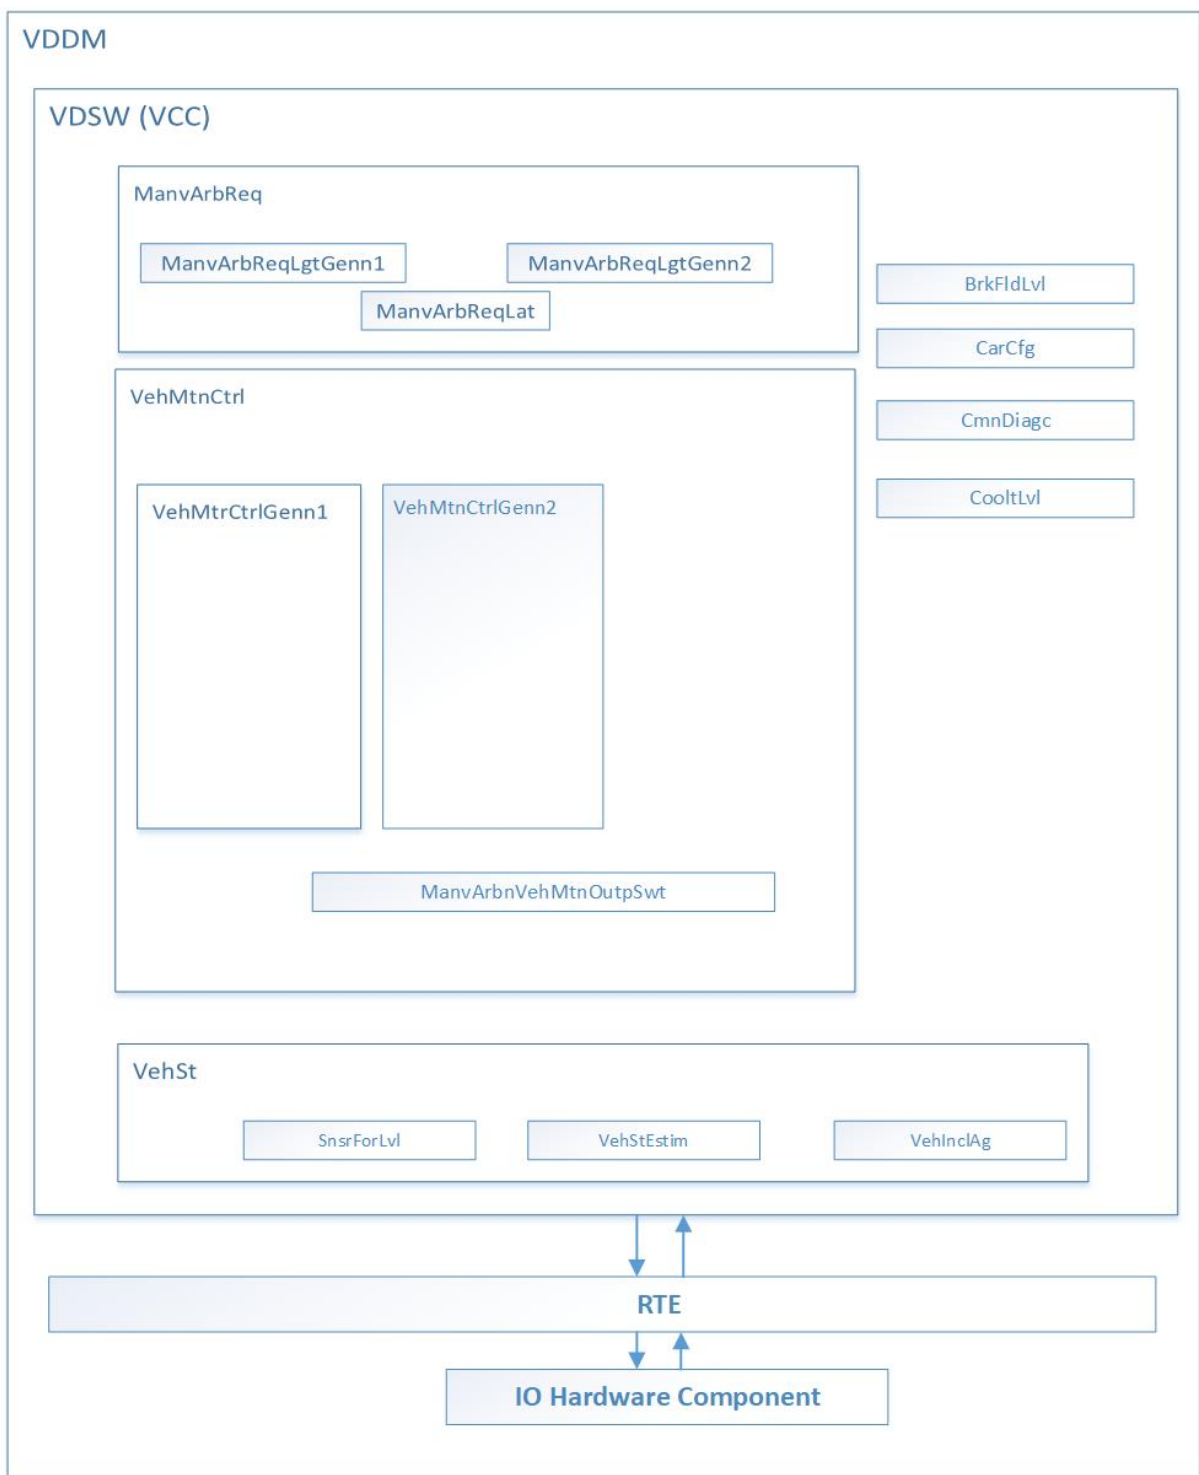 VDDM
VDSW (VCC)
ManvArbReq
ManvArbReqLgtGenn1
ManvArbReqLgtGenn2
ManvArbReqLat
BrkFldLvl
CarCfg
CmnDiagc
CooltLvl
VehMtnCtrl
VehMtrCtrlGenn1
VehMtnCtrlGenn2
ManvArbnVehMtnOutpSwt
VehSt
SnsrForLvl
VehStEstim
VehInclAg
RTE
IO Hardware Component